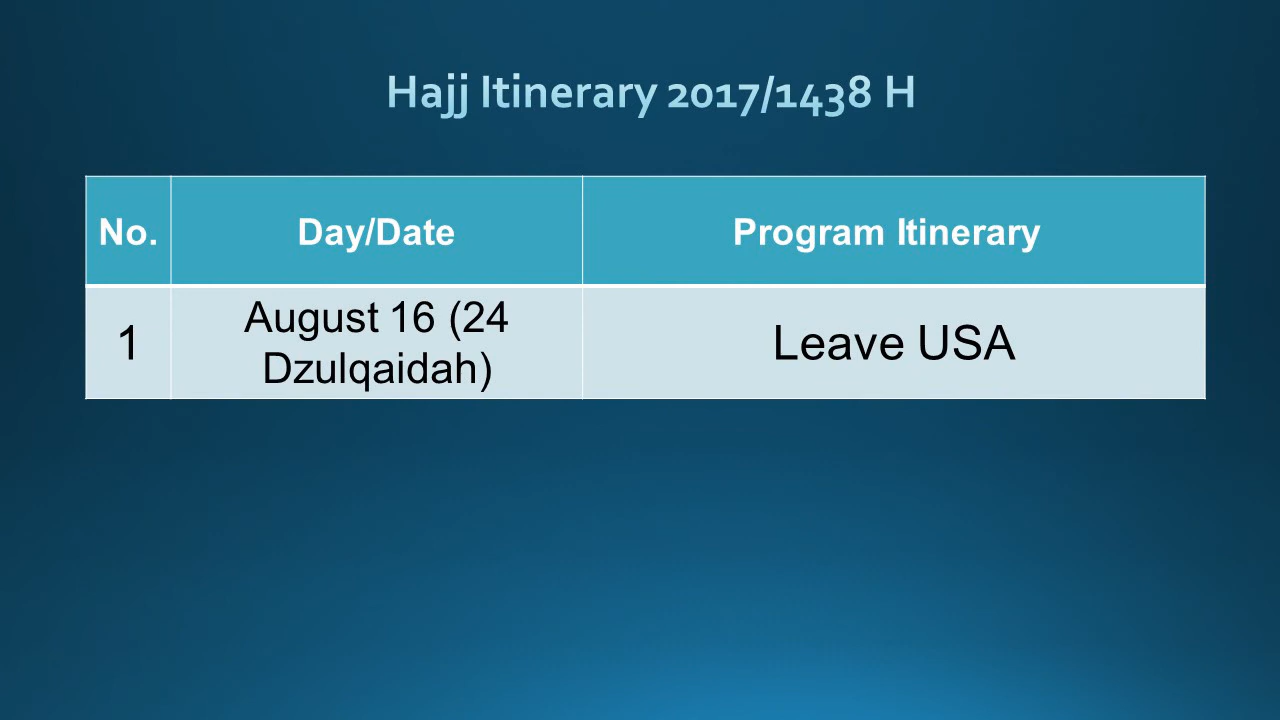 Hajj Itinerary 2017/1438 H
No. Day/Date Program Itinerary
1 August 16 (24 Dzulqaidah) Leave USA